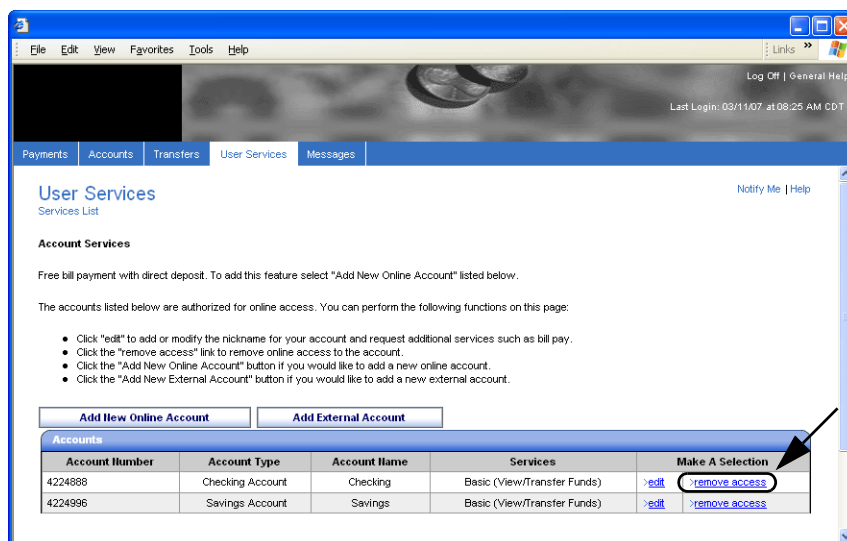 File Edit View Favorites Tools Help Links »
Log Off | General Help
Last Login: 03/11/07 at 08:25 AM CDT
Payments Accounts Transfers User Services Messages
User Services
Notify Me | Help
Services List
Account Services
Free bill payment with direct deposit. To add this feature select "Add New Online Account" listed below.
The accounts listed below are authorized for online access. You can perform the following functions on this page:
● Click "edit" to add or modify the nickname for your account and request additional services such as bill pay.
● Click the "remove access" link to remove online access to the account.
● Click the "Add New Online Account" button if you would like to add a new online account.
● Click the "Add New External Account" button if you would like to add a new external account.
Add New Online Account Add External Account
Accounts
Account Number Account Type Account Name Services Make A Selection
4224888 Checking Account Checking Basic (View/Transfer Funds) >edit >remove access
4224996 Savings Account Savings Basic (View/Transfer Funds) >edit >remove access